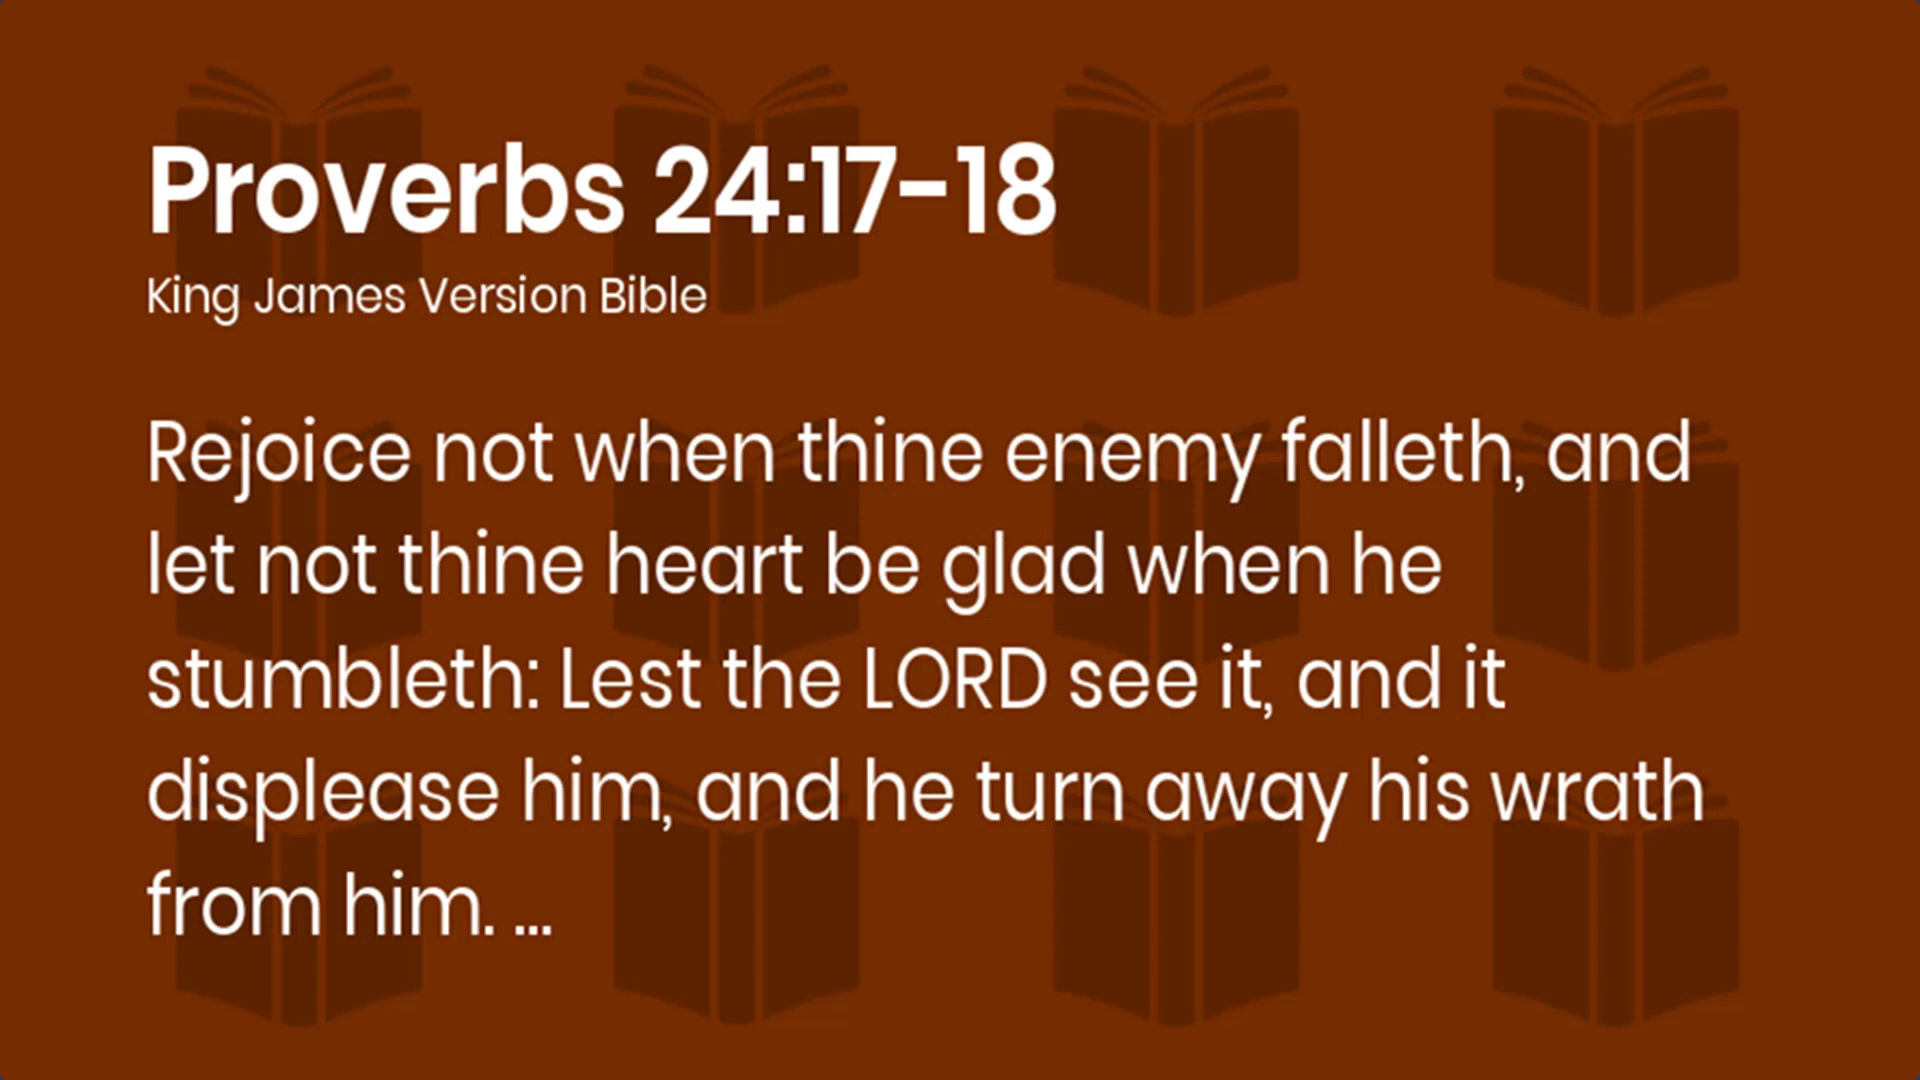 Proverbs 24:17-18
King James Version Bible
Rejoice not when thine enemy falleth, and
let not thine heart be glad when he
stumbleth: Lest the LORD see it, and it
displease him, and he turn away his wrath
from him. ...